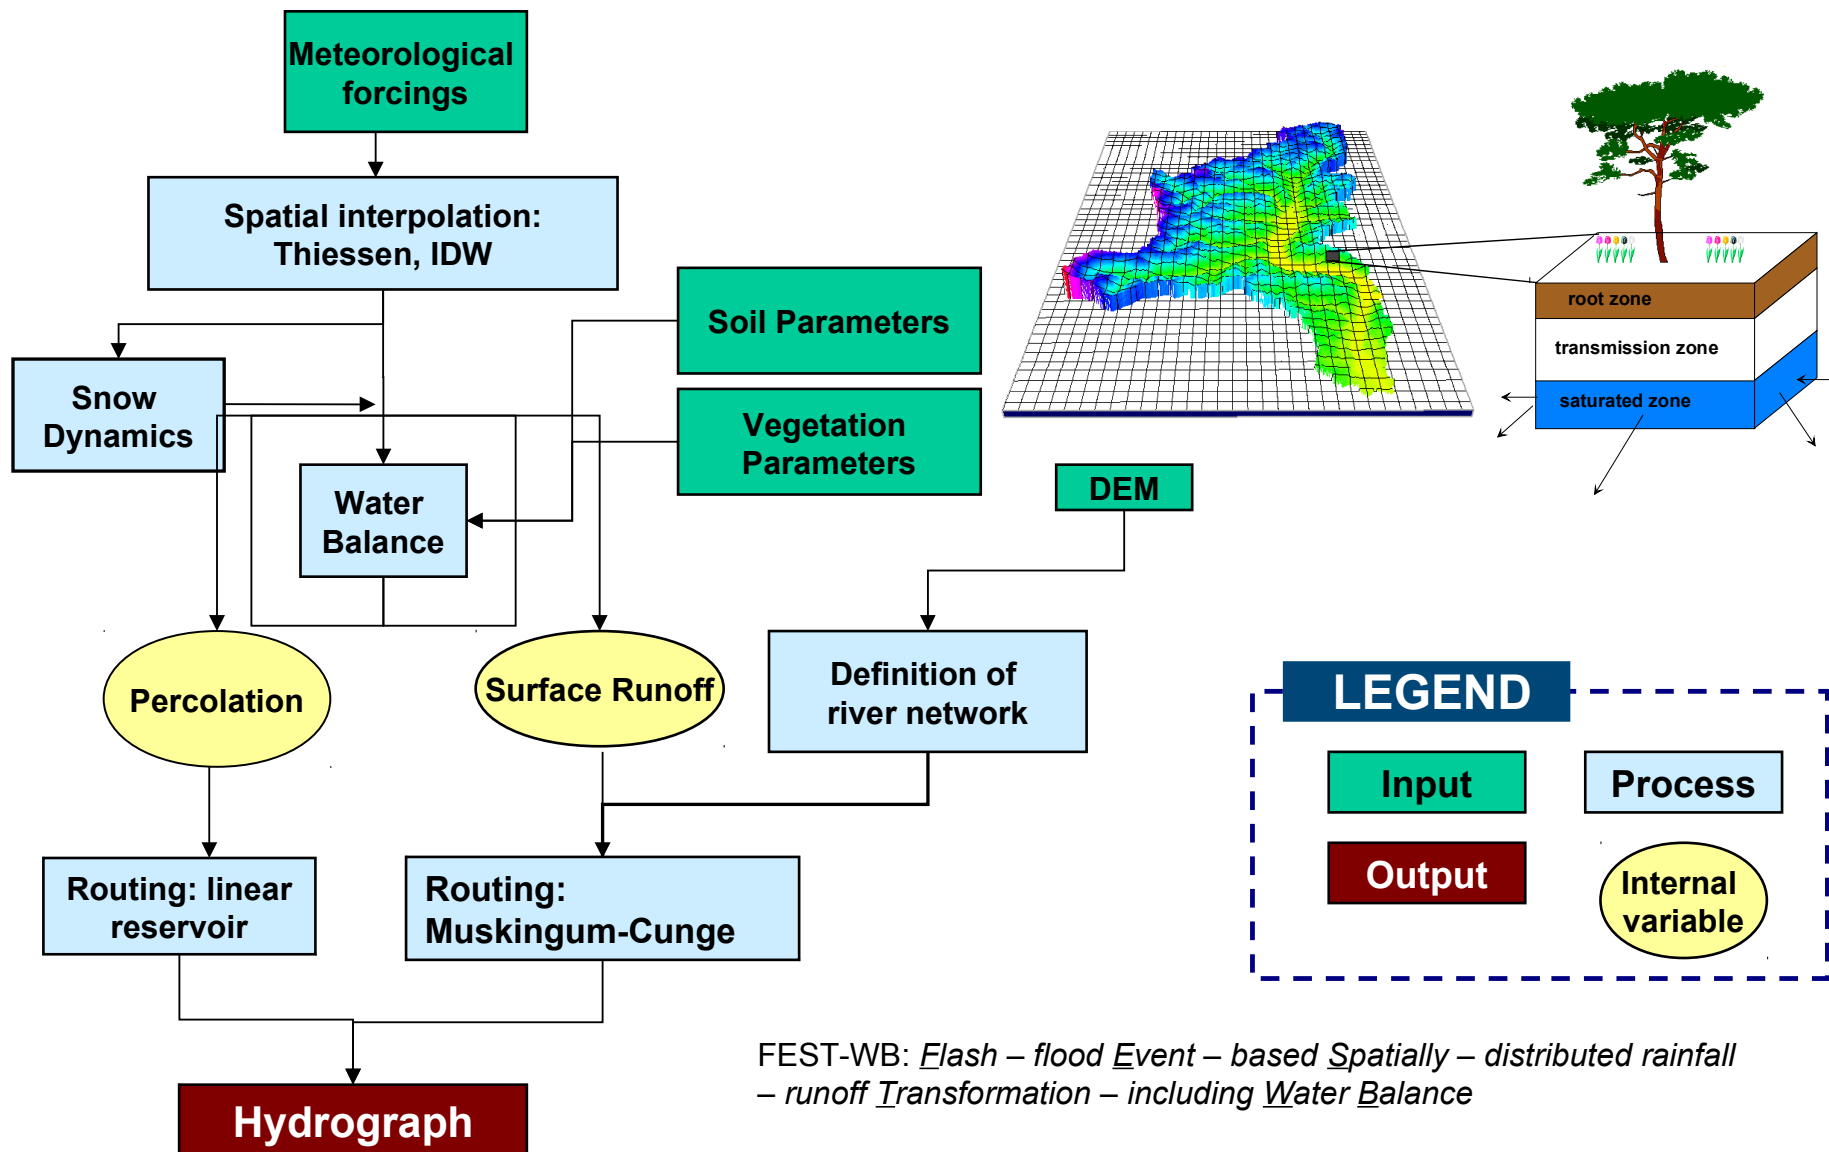 Meteorological
forcings
Spatial interpolation:
Thiessen, IDW
Soil Parameters
Snow
Dynamics
Vegetation
Parameters
Water
Balance
DEM
root zone
transmission zone
saturated zone
Percolation
Surface Runoff
Definition of
river network
LEGEND
Input
Process
Output
Internal
variable
Routing: linear
reservoir
Routing:
Muskingum-Cunge
Hydrograph
FEST-WB: Flash – flood Event – based Spatially – distributed rainfall
– runoff Transformation – including Water Balance